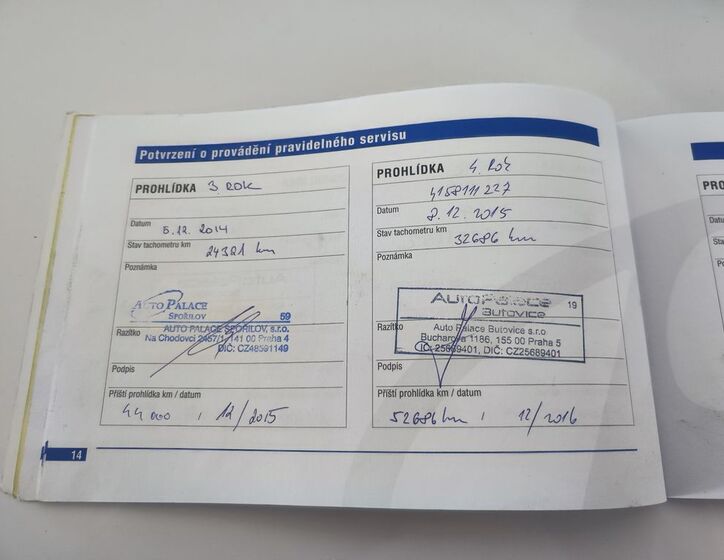 Potvrzení o provádění pravidelného servisu
PROHLÍDKA 3. ROK
Datum 5.12.2014
Stav tachometru km 24321 km
Poznámka
AUTO PALACE
SPOŘILOV 59
Razítko AUTO PALACE SPOŘILOV, s.r.o.
Na Chodovci 2457/1, 141 00 Praha 4
DIČ: CZ48591149
Podpis
Příští prohlídka km / datum
44 000 / 12/2015
PROHLÍDKA 4. ROK
4158111227
Datum 8.12.2015
Stav tachometru km 32686 km
Poznámka
AutoPalace 19
Butovice
Razítko Auto Palace Butovice s.r.o.
Bucharova 1186, 155 00 Praha 5
IČ: 25689401, DIČ: CZ25689401
Podpis
Příští prohlídka km / datum
52686 km / 12/2016
14